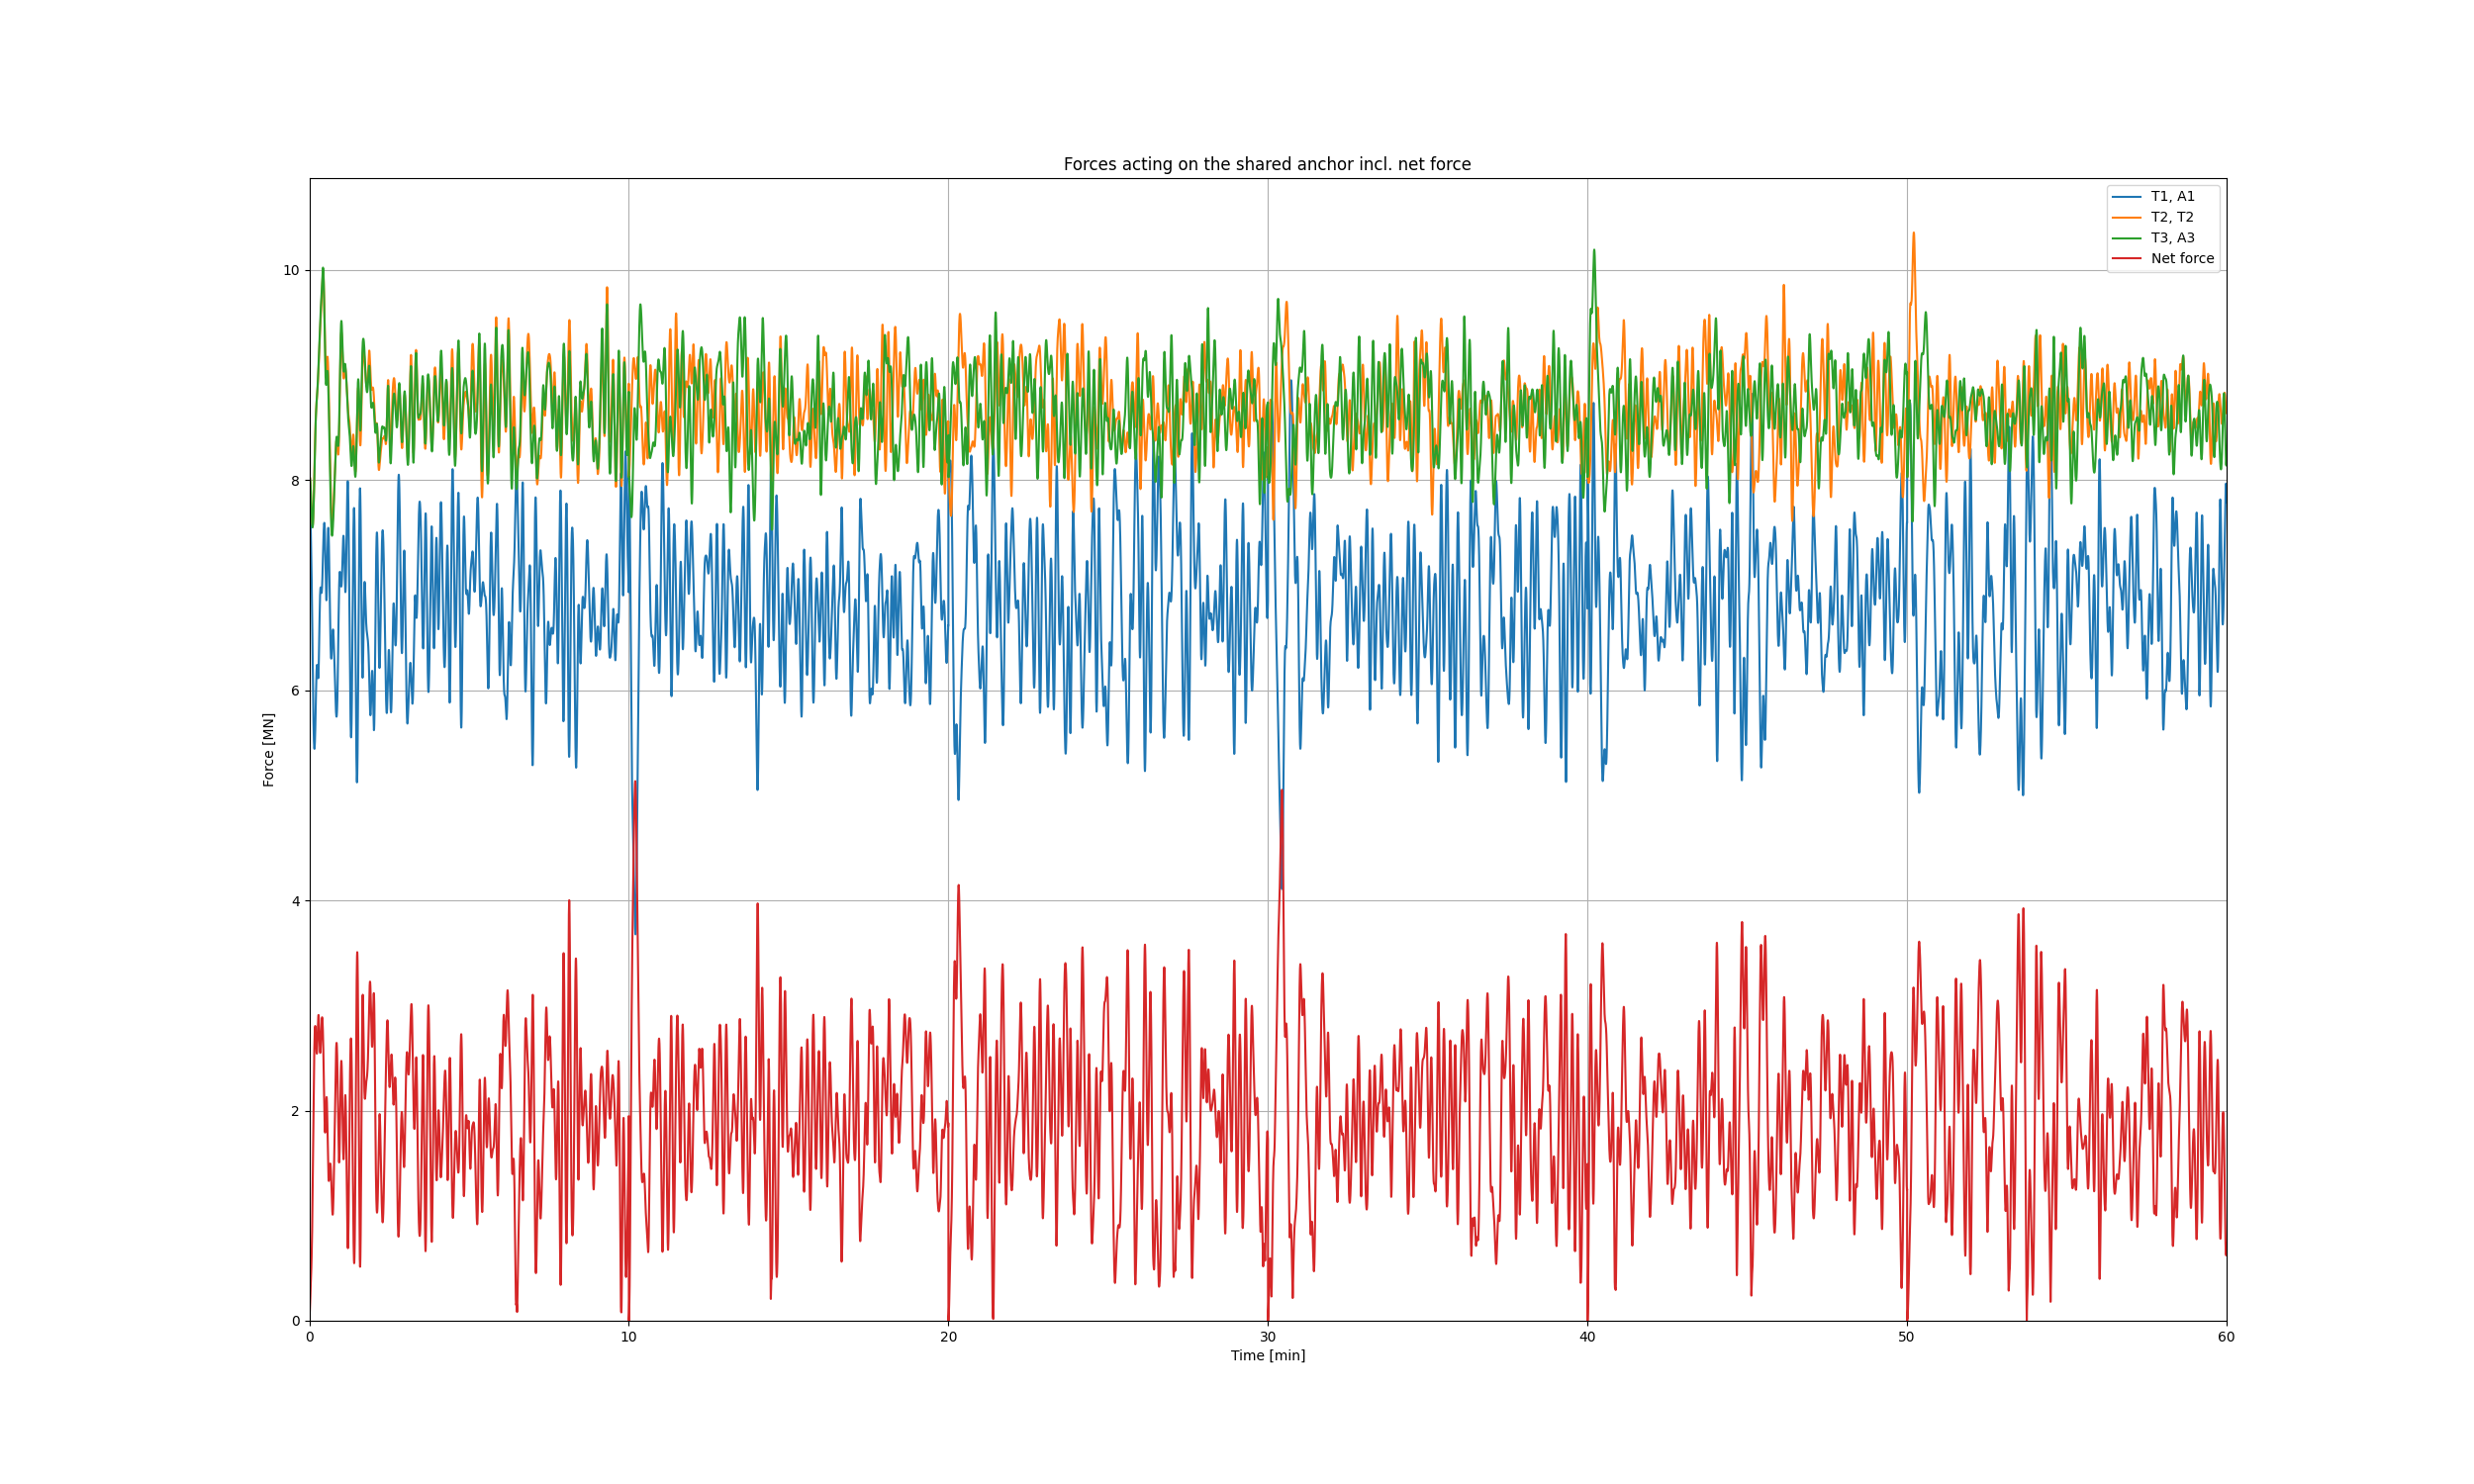 Forces acting on the shared anchor incl. net force
T1, A1
T2, T2
T3, A3
Net force
Force [MN]
10
8
6
4
2
0
0 10 20 30 40 50 60
Time [min]